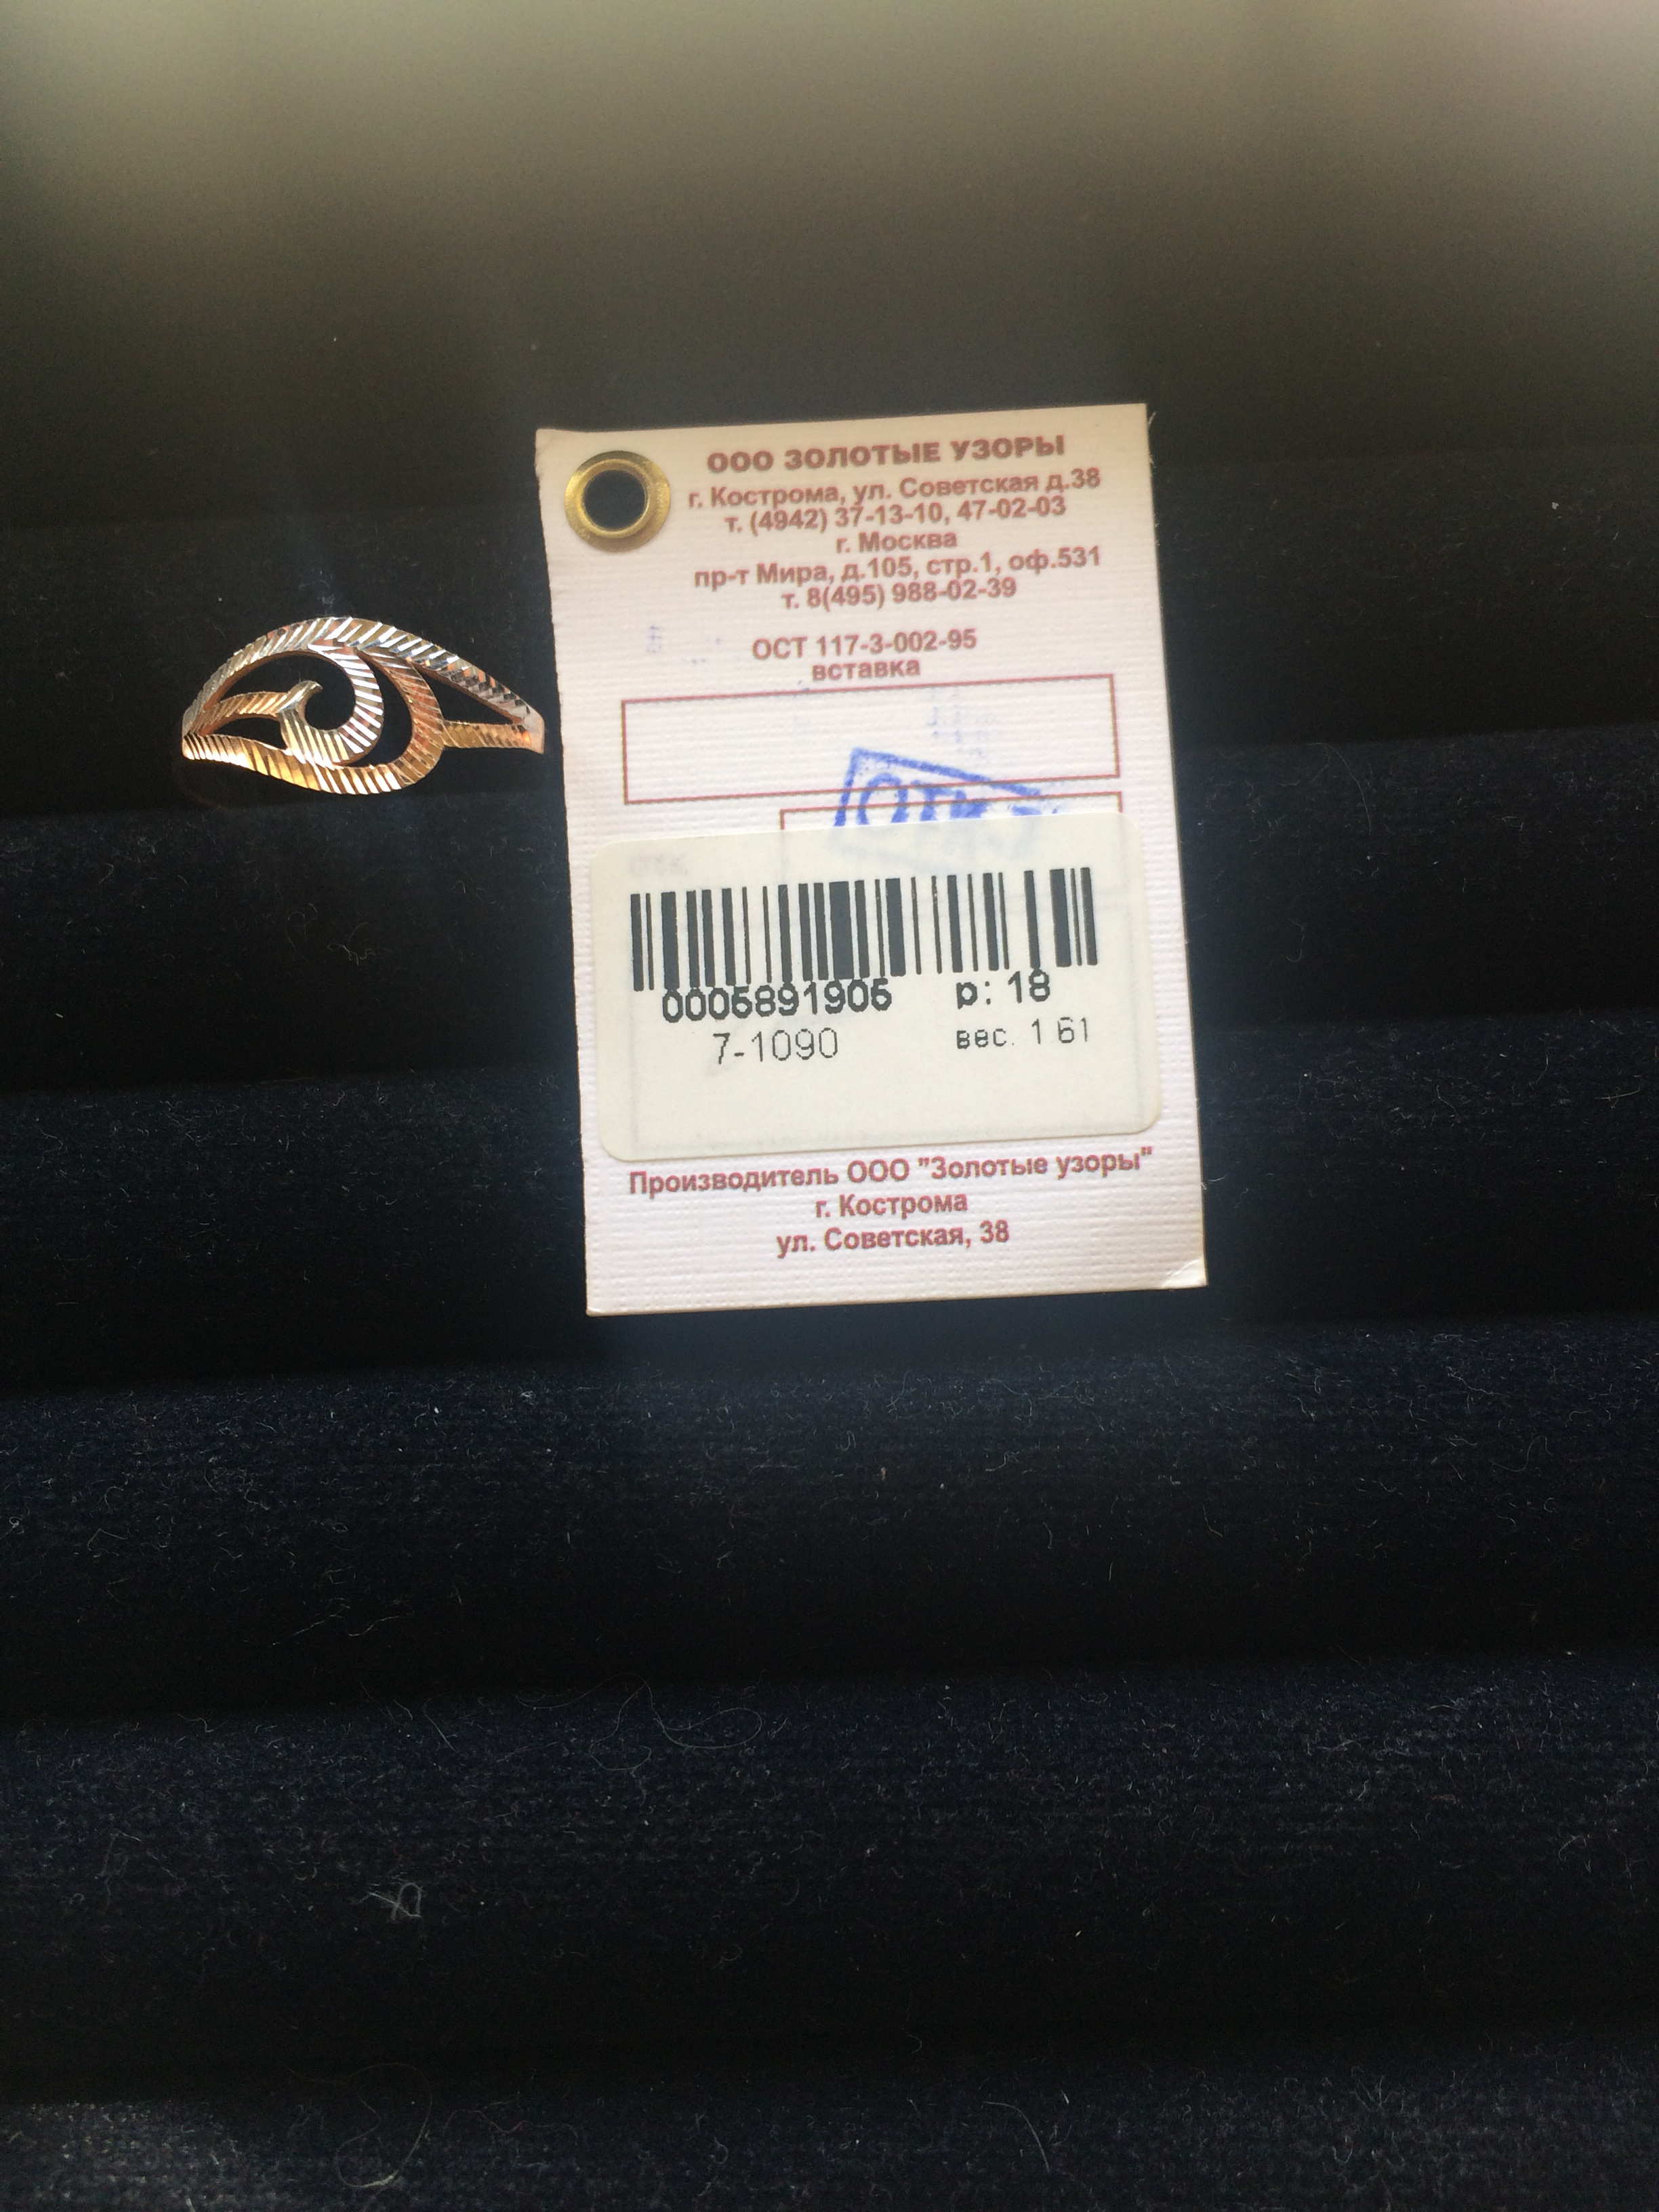 ООО ЗОЛОТЫЕ УЗОРЫ
г. Кострома, ул. Советская д.38
т. (4942) 37-13-10, 47-02-03
г. Москва
пр-т Мира, д.105, стр.1, оф.531
т. 8(495) 988-02-39
ОСТ 117-3-002-95
вставка
ОТК
0006891906 р: 18
7-1090 вес. 1 61
Производитель ООО "Золотые узоры"
г. Кострома
ул. Советская, 38